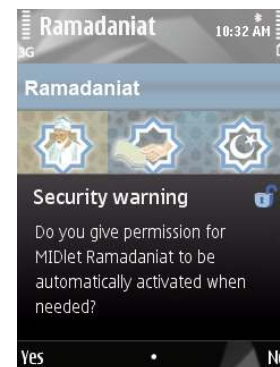 Ramadaniat
10:32 AM
3G
Ramadaniat
Security warning
Do you give permission for
MIDlet Ramadaniat to be
automatically activated when
needed?
Yes